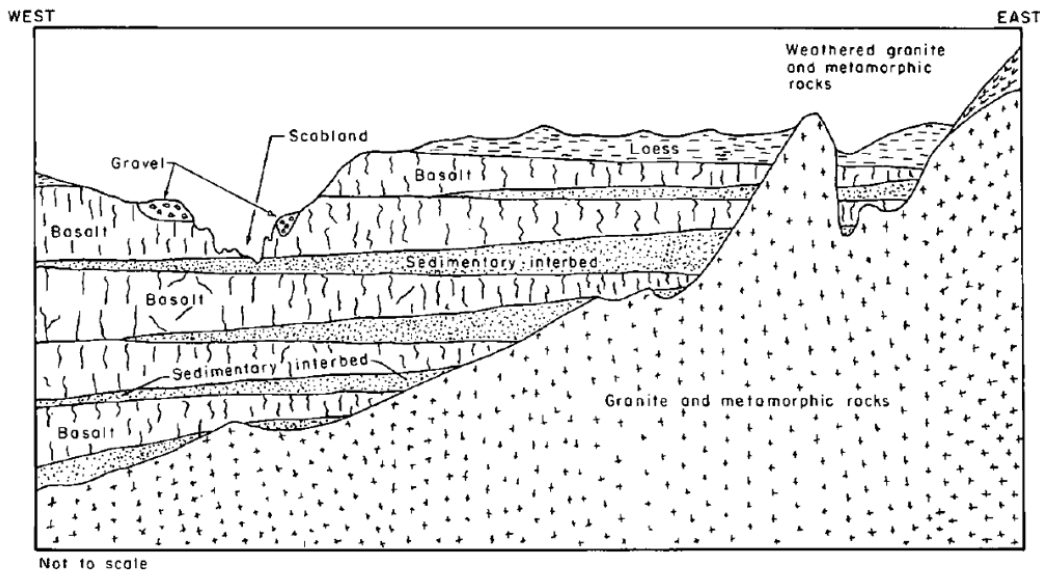 WEST
EAST
Weathered granite
and metamorphic
rocks
Scabland
Gravel
Loess
Basalt
Basalt
Sedimentary interbed
Basalt
Sedimentary interbed
Granite and metamorphic rocks
Basalt
Not to scale